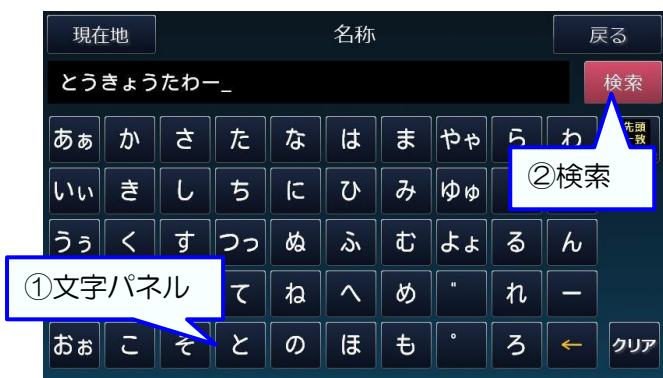 現在地 名称 戻る
とうきょうたわー_ 検索
あぁ か さ た な は ま やゃ ら わ 先頭一致
いぃ き し ち に ひ み ゆゅ ②検索
うぅ く す つっ ぬ ふ む よょ る ん
①文字パネル て ね へ め ゛ れ ー
おぉ こ そ と の ほ も ゜ ろ ← クリア